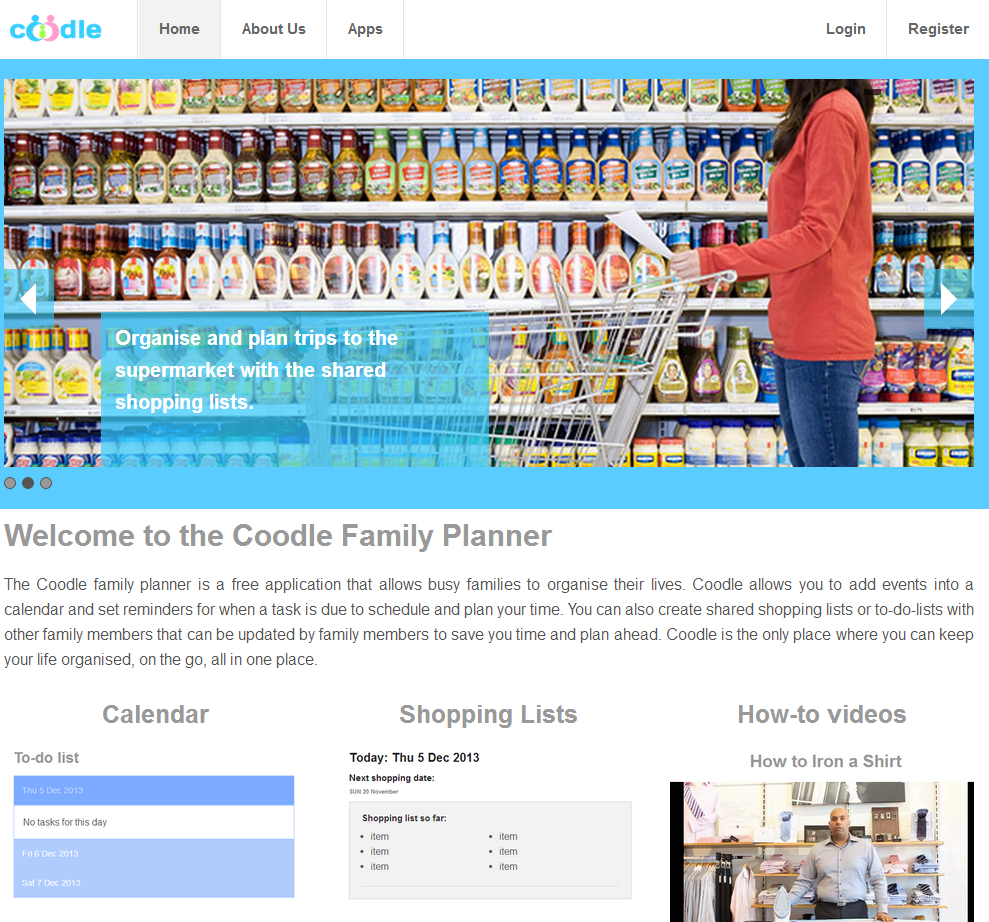 coodle
Home
About Us
Apps
Login
Register
Organise and plan trips to the
supermarket with the shared
shopping lists.
Welcome to the Coodle Family Planner
The Coodle family planner is a free application that allows busy families to organise their lives. Coodle allows you to add events into a
calendar and set reminders for when a task is due to schedule and plan your time. You can also create shared shopping lists or to-do-lists with
other family members that can be updated by family members to save you time and plan ahead. Coodle is the only place where you can keep
your life organised, on the go, all in one place.
Calendar
To-do list
Thu 5 Dec 2013
No tasks for this day
Fri 6 Dec 2013
Sat 7 Dec 2013
Shopping Lists
Today: Thu 5 Dec 2013
Next shopping date:
SUN 20 November
Shopping list so far:
• item
• item
• item
• item
• item
• item
How-to videos
How to Iron a Shirt